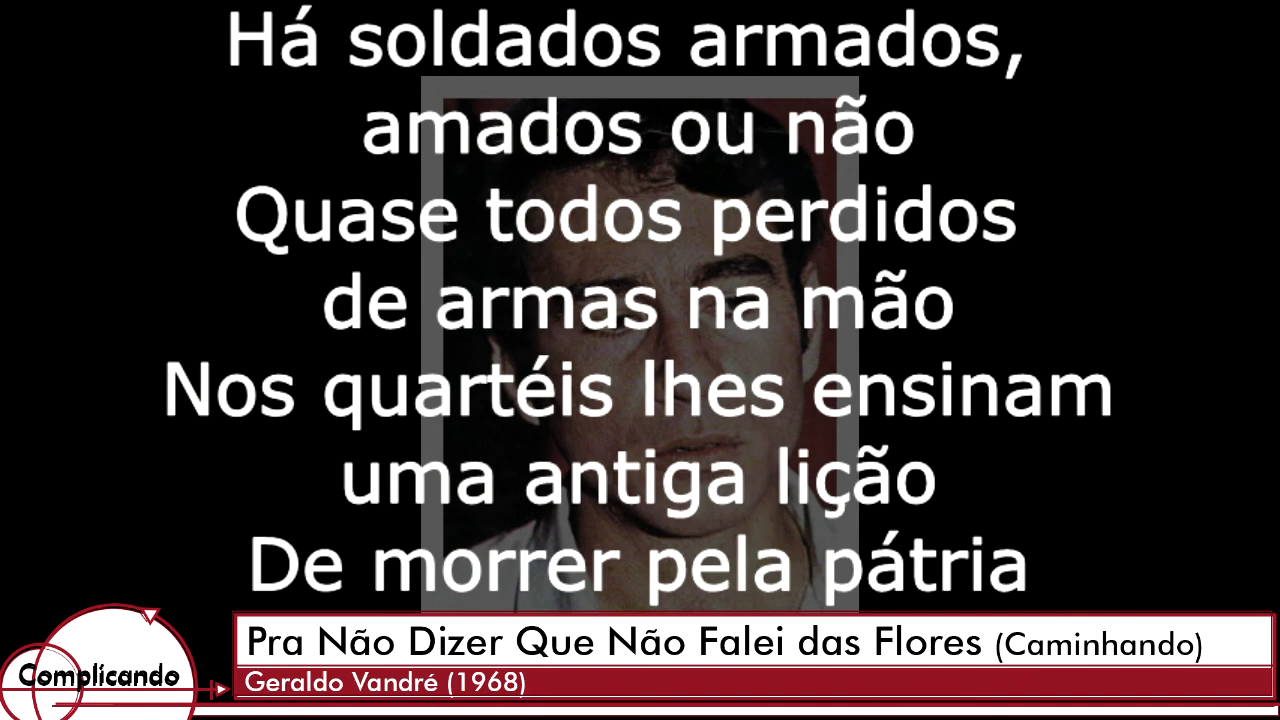 Há soldados armados,
amados ou não
Quase todos perdidos
de armas na mão
Nos quartéis lhes ensinam
uma antiga lição
De morrer pela pátria
Pra Não Dizer Que Não Falei das Flores (Caminhando)
Complicando
Geraldo Vandré (1968)